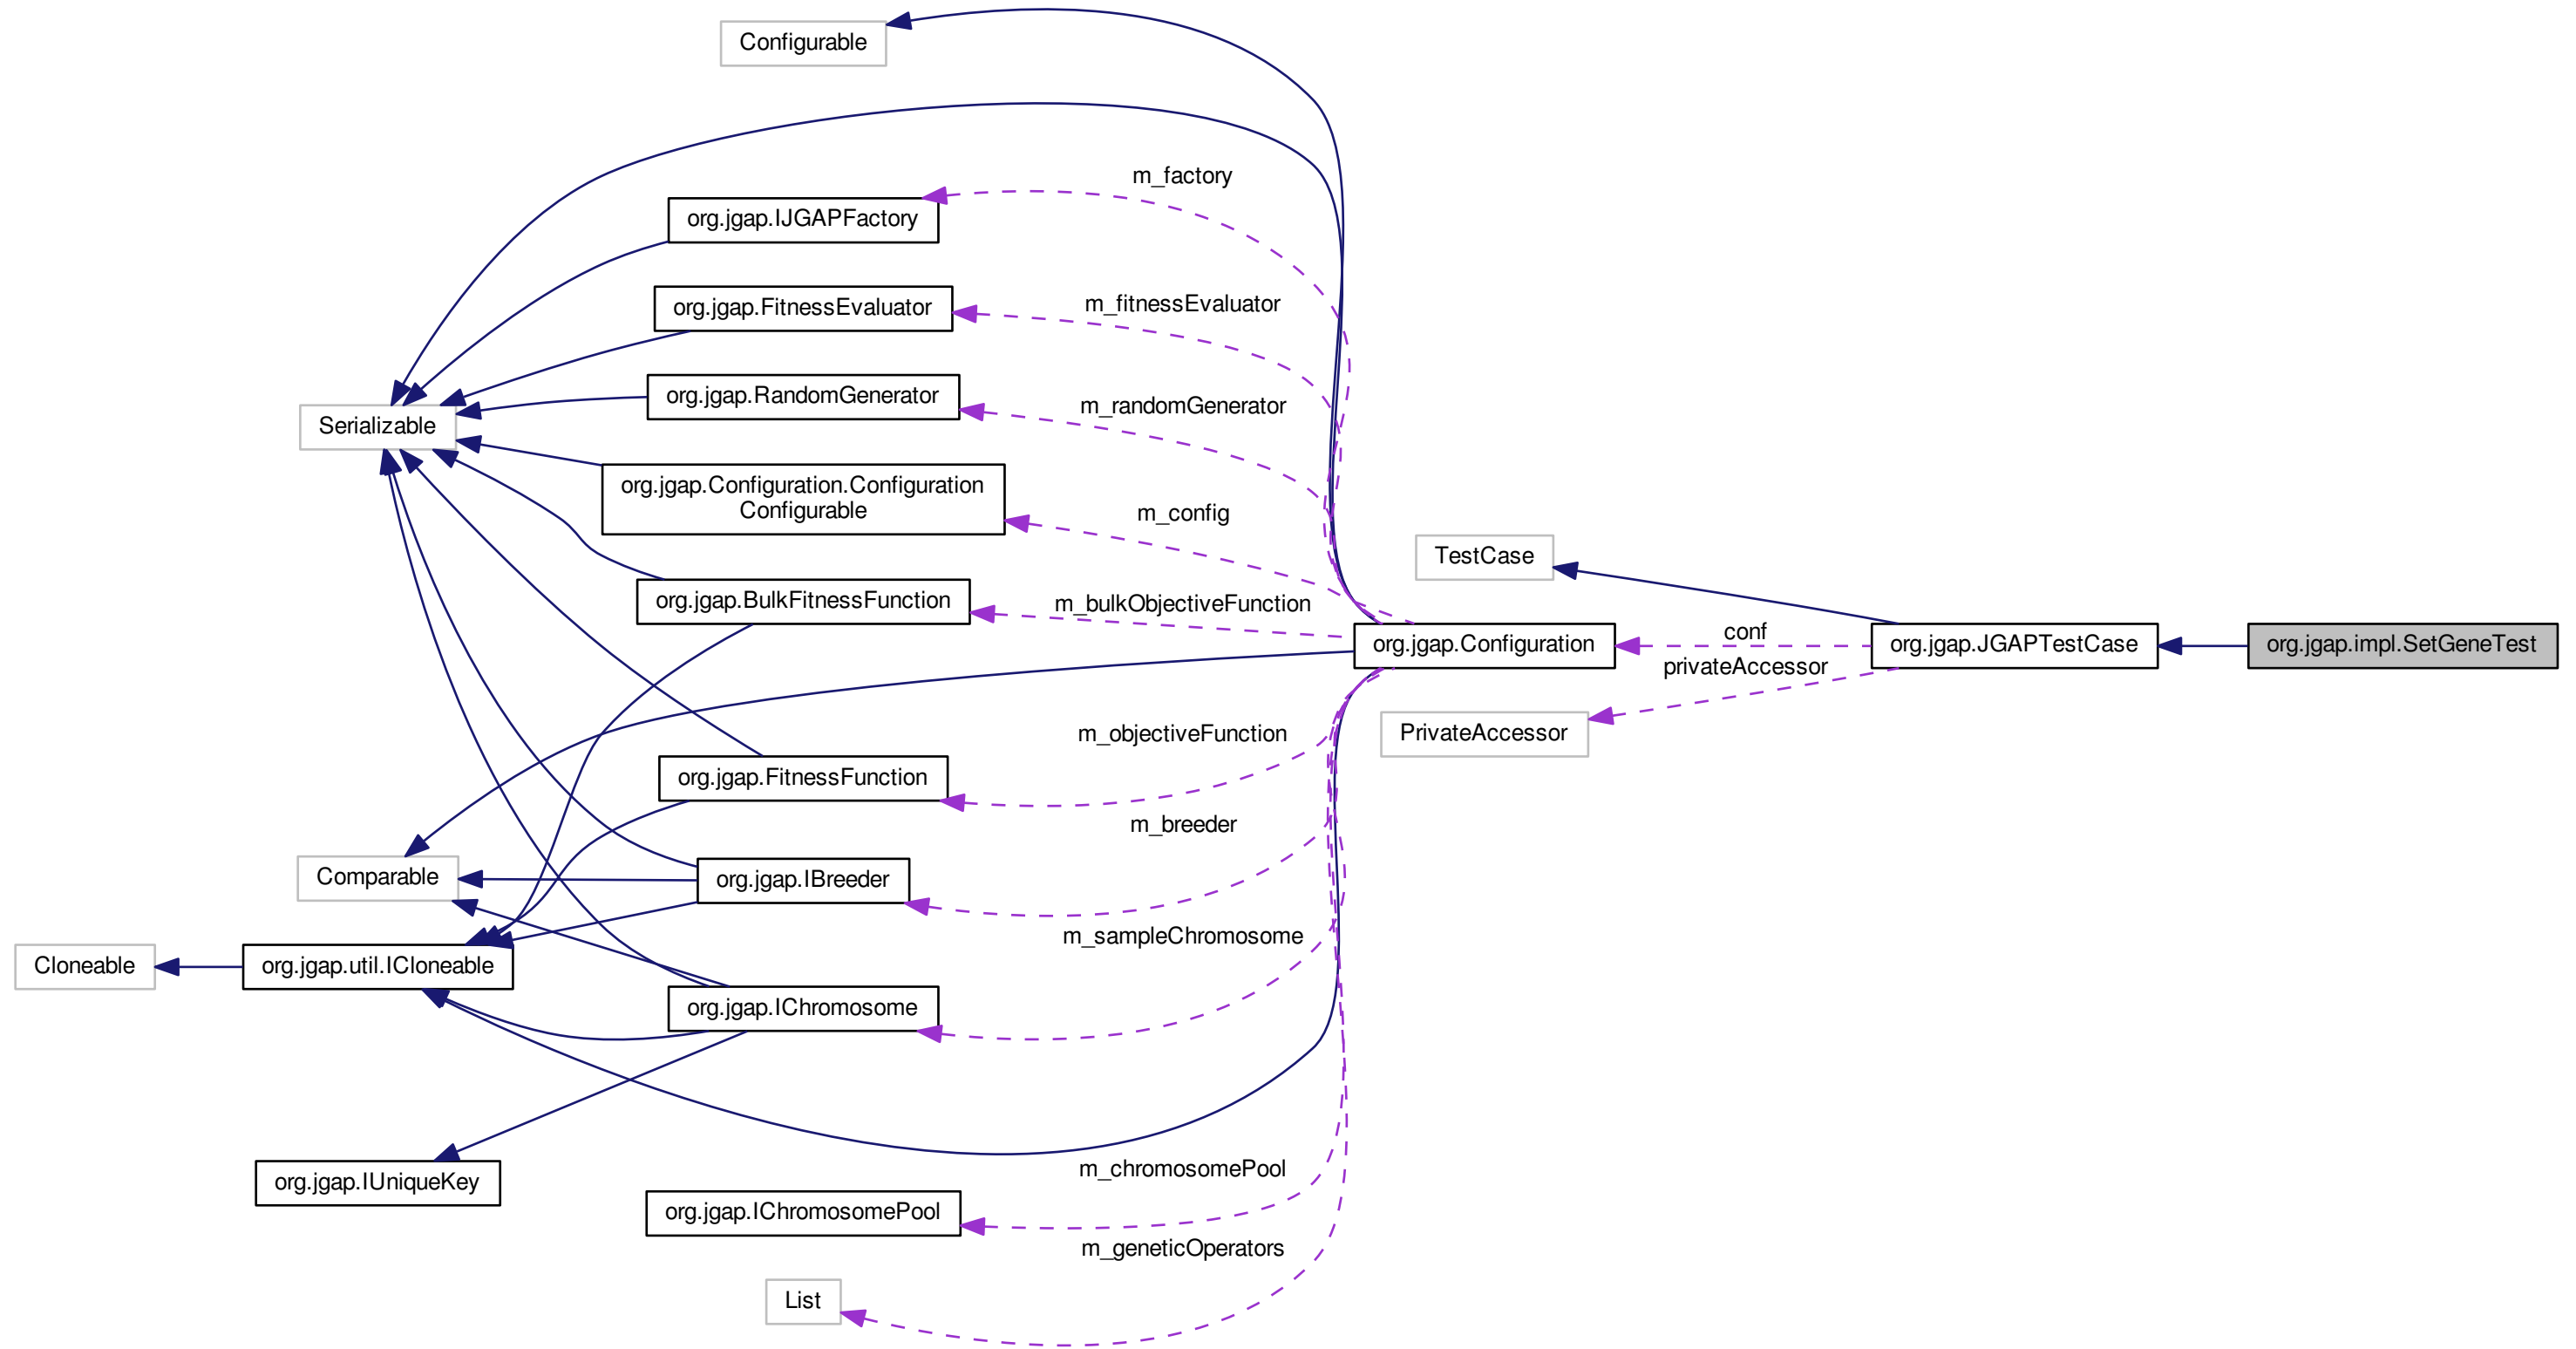 Configurable
m_factory
org.jgap.IJGAPFactory
m_fitnessEvaluator
org.jgap.FitnessEvaluator
org.jgap.RandomGenerator
m_randomGenerator
Serializable
org.jgap.Configuration.Configuration
Configurable
m_config
TestCase
org.jgap.BulkFitnessFunction
m_bulkObjectiveFunction
org.jgap.Configuration
conf
org.jgap.JGAPTestCase
org.jgap.impl.SetGeneTest
privateAccessor
PrivateAccessor
m_objectiveFunction
org.jgap.FitnessFunction
m_breeder
Comparable
org.jgap.IBreeder
m_sampleChromosome
Cloneable
org.jgap.util.ICloneable
org.jgap.IChromosome
m_chromosomePool
org.jgap.IUniqueKey
org.jgap.IChromosomePool
m_geneticOperators
List